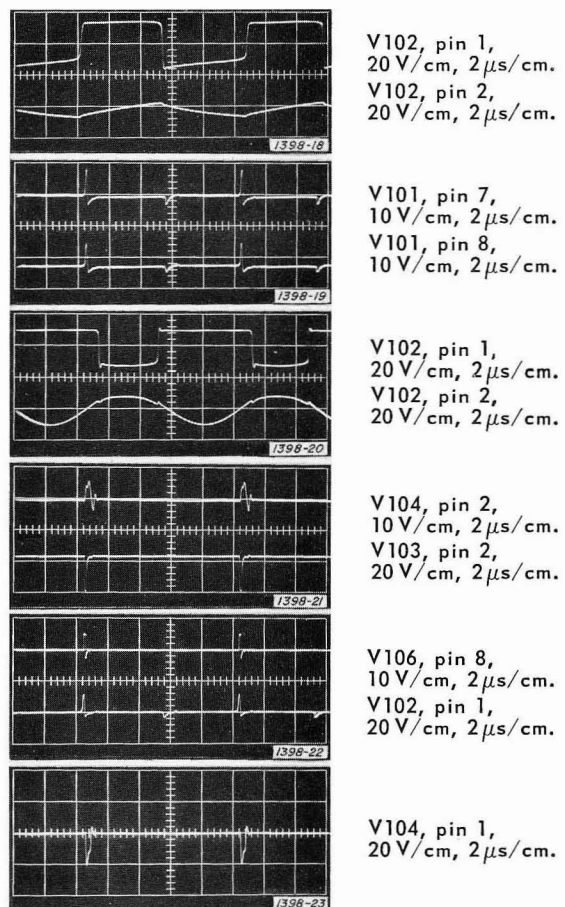 V102, pin 1,
20 V/cm, 2 μs/cm.
V102, pin 2,
20 V/cm, 2 μs/cm.
1398-18
V101, pin 7,
10 V/cm, 2 μs/cm.
V101, pin 8,
10 V/cm, 2 μs/cm.
1398-19
V102, pin 1,
20 V/cm, 2 μs/cm.
V102, pin 2,
20 V/cm, 2 μs/cm.
1398-20
V104, pin 2,
10 V/cm, 2 μs/cm.
V103, pin 2,
20 V/cm, 2 μs/cm.
1398-21
V106, pin 8,
10 V/cm, 2 μs/cm.
V102, pin 1,
20 V/cm, 2 μs/cm.
1398-22
V104, pin 1,
20 V/cm, 2 μs/cm.
1398-23